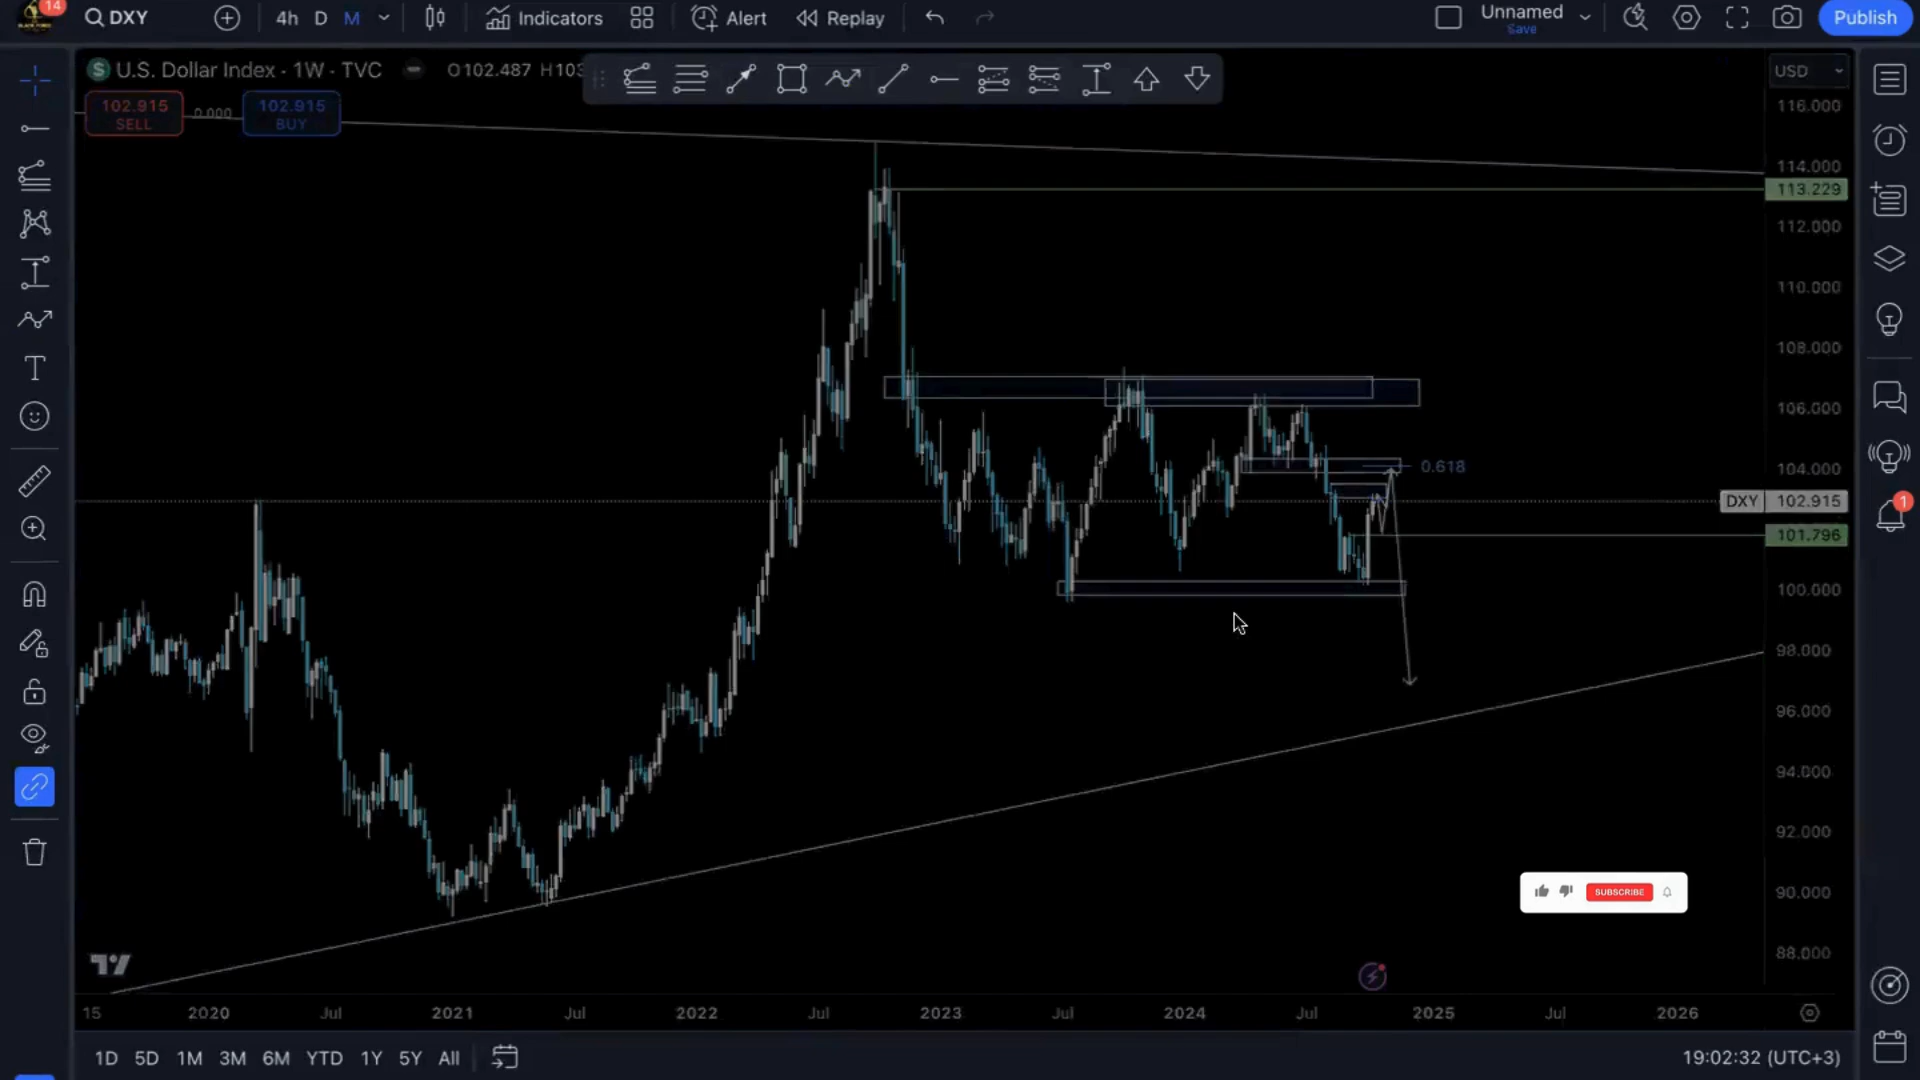 14
DXY
4h D M
Indicators
Alert
Replay
Unnamed
Save
Publish
U.S. Dollar Index · 1W · TVC
O102.487 H103
USD
102.915
SELL
0.000
102.915
BUY
116.000
114.000
113.229
112.000
110.000
108.000
106.000
0.618
104.000
DXY 102.915
101.796
100.000
98.000
96.000
94.000
92.000
90.000
88.000
1
SUBSCRIBE
15 2020 Jul 2021 Jul 2022 Jul 2023 Jul 2024 Jul 2025 Jul 2026
1D 5D 1M 3M 6M YTD 1Y 5Y All
19:02:32 (UTC+3)